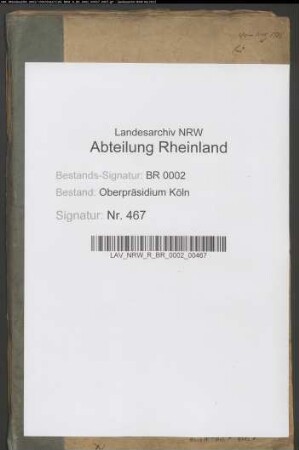 Landesarchiv NRW
Abteilung Rheinland
Bestands-Signatur: BR 0002
Bestand: Oberpräsidium Köln
Signatur: Nr. 467
LAV_NRW_R_BR_0002_00467